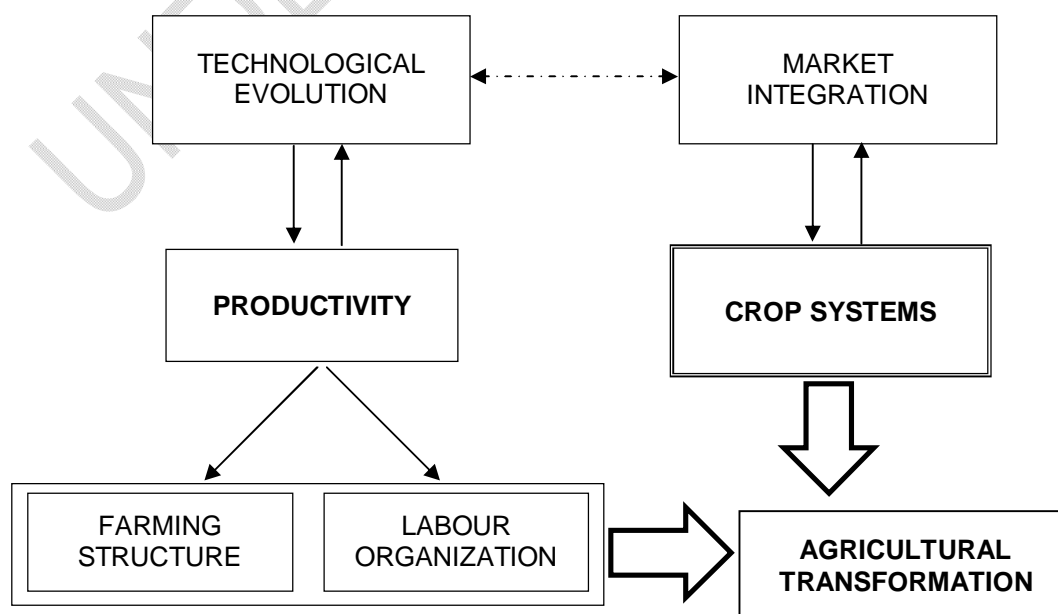 TECHNOLOGICAL
EVOLUTION
MARKET
INTEGRATION
PRODUCTIVITY
CROP SYSTEMS
FARMING
STRUCTURE
LABOUR
ORGANIZATION
AGRICULTURAL
TRANSFORMATION